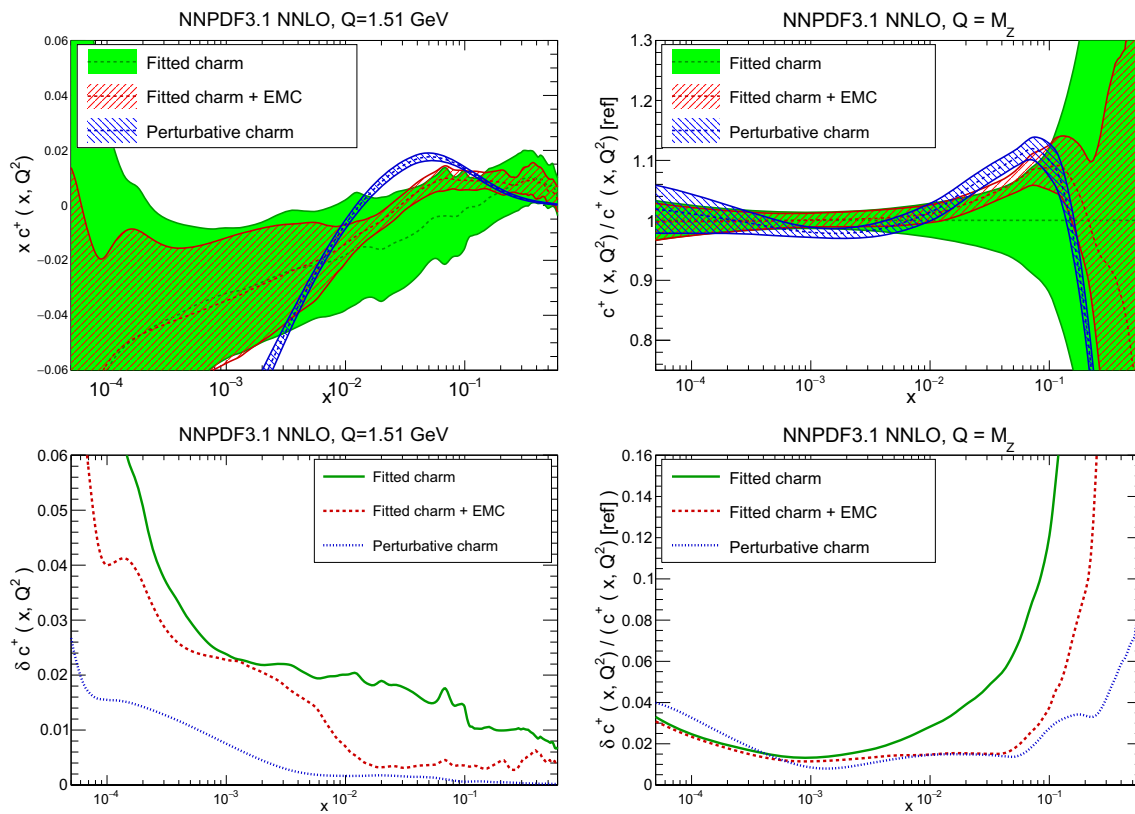 NNPDF3.1 NNLO, Q=1.51 GeV
x c⁺ ( x, Q²)
0.06
0.04
0.02
0
−0.02
−0.04
−0.06
Fitted charm
Fitted charm + EMC
Perturbative charm
10⁻⁴
10⁻³
10⁻²
10⁻¹
x
NNPDF3.1 NNLO, Q = M_Z
c⁺ ( x, Q²) / c⁺ ( x, Q²) [ref]
1.3
1.2
1.1
1
0.9
0.8
Fitted charm
Fitted charm + EMC
Perturbative charm
10⁻⁴
10⁻³
10⁻²
10⁻¹
x
NNPDF3.1 NNLO, Q=1.51 GeV
δ c⁺ ( x, Q²)
0.06
0.05
0.04
0.03
0.02
0.01
0
Fitted charm
Fitted charm + EMC
Perturbative charm
10⁻⁴
10⁻³
10⁻²
10⁻¹
x
NNPDF3.1 NNLO, Q = M_Z
δ c⁺ ( x, Q²) / ( c⁺ ( x, Q²) [ref] )
0.16
0.14
0.12
0.1
0.08
0.06
0.04
0.02
0
Fitted charm
Fitted charm + EMC
Perturbative charm
10⁻⁴
10⁻³
10⁻²
10⁻¹
x